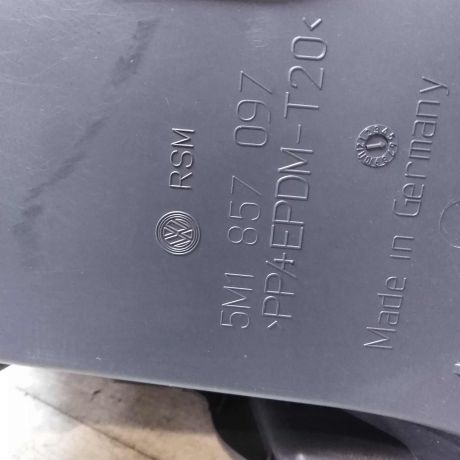 RSM
5M1 857 097
>PP+EPDM-T20<
Made in Germany